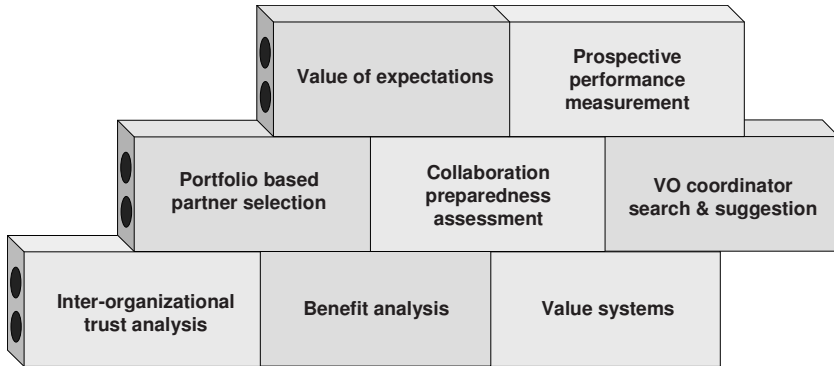 Value of expectations
Prospective
performance
measurement
Portfolio based
partner selection
Collaboration
preparedness
assessment
VO coordinator
search & suggestion
Inter-organizational
trust analysis
Benefit analysis
Value systems